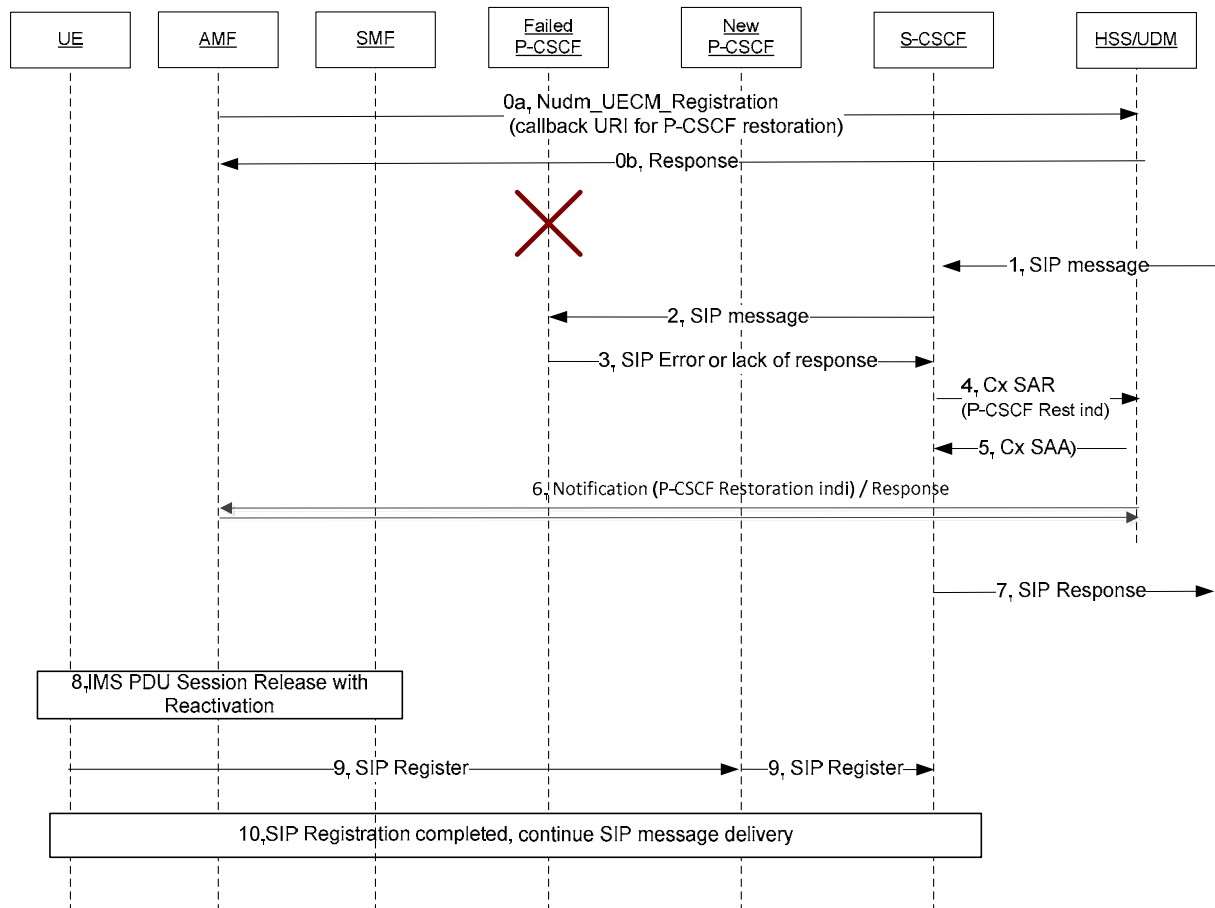 UE
AMF
SMF
Failed
P-CSCF
New
P-CSCF
S-CSCF
HSS/UDM
0a, Nudm_UECM_Registration
(callback URI for P-CSCF restoration)
0b, Response
1, SIP message
2, SIP message
3, SIP Error or lack of response
4, Cx SAR
(P-CSCF Rest ind)
5, Cx SAA)
6, Notification (P-CSCF Restoration indi) / Response
7, SIP Response
8,IMS PDU Session Release with
Reactivation
9, SIP Register
9, SIP Register
10,SIP Registration completed, continue SIP message delivery